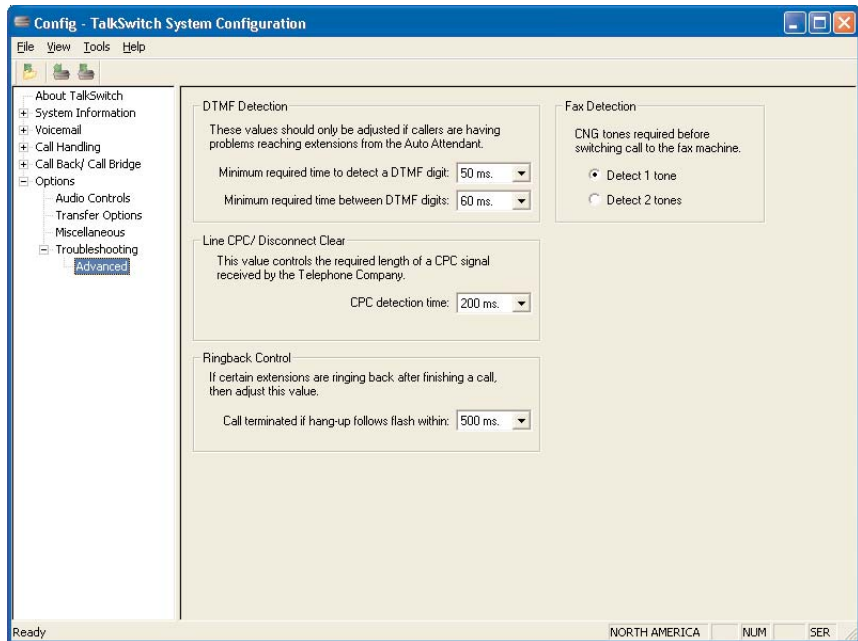 Config - TalkSwitch System Configuration
File View Tools Help
About TalkSwitch
System Information
Voicemail
Call Handling
Call Back/ Call Bridge
Options
Audio Controls
Transfer Options
Miscellaneous
Troubleshooting
Advanced
DTMF Detection
These values should only be adjusted if callers are having
problems reaching extensions from the Auto Attendant.
Minimum required time to detect a DTMF digit: 50 ms.
Minimum required time between DTMF digits: 60 ms.
Line CPC/ Disconnect Clear
This value controls the required length of a CPC signal
received by the Telephone Company.
CPC detection time: 200 ms.
Ringback Control
If certain extensions are ringing back after finishing a call,
then adjust this value.
Call terminated if hang-up follows flash within: 500 ms.
Fax Detection
CNG tones required before
switching call to the fax machine.
Detect 1 tone
Detect 2 tones
Ready
NORTH AMERICA NUM SER